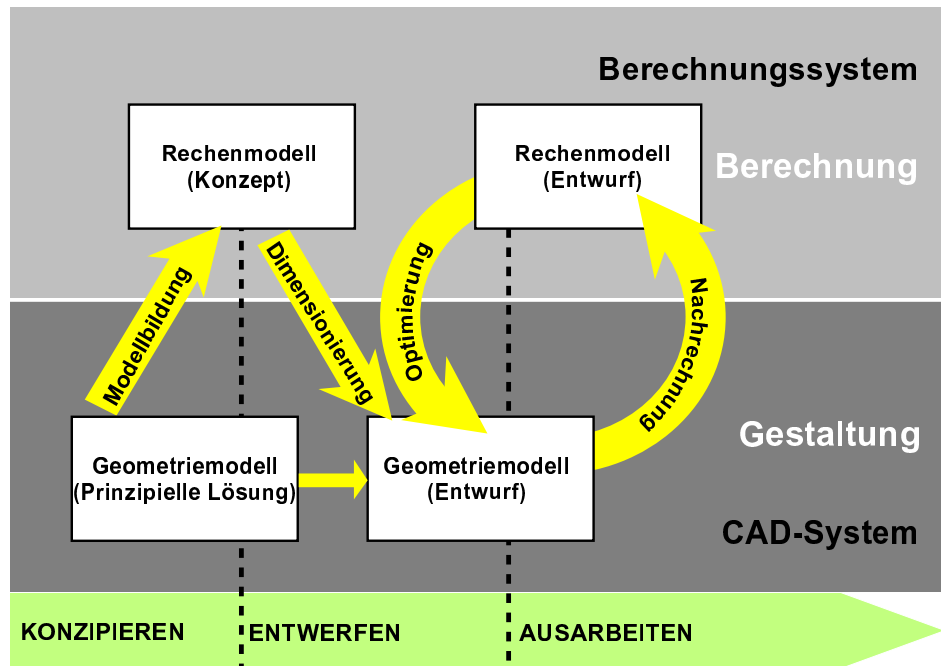 Berechnungssystem
Rechenmodell
(Konzept)
Rechenmodell
(Entwurf)
Berechnung
Modellbildung
Dimensionierung
Optimierung
Nachrechnung
Gestaltung
Geometriemodell
(Prinzipielle Lösung)
Geometriemodell
(Entwurf)
CAD-System
KONZIPIEREN
ENTWERFEN
AUSARBEITEN